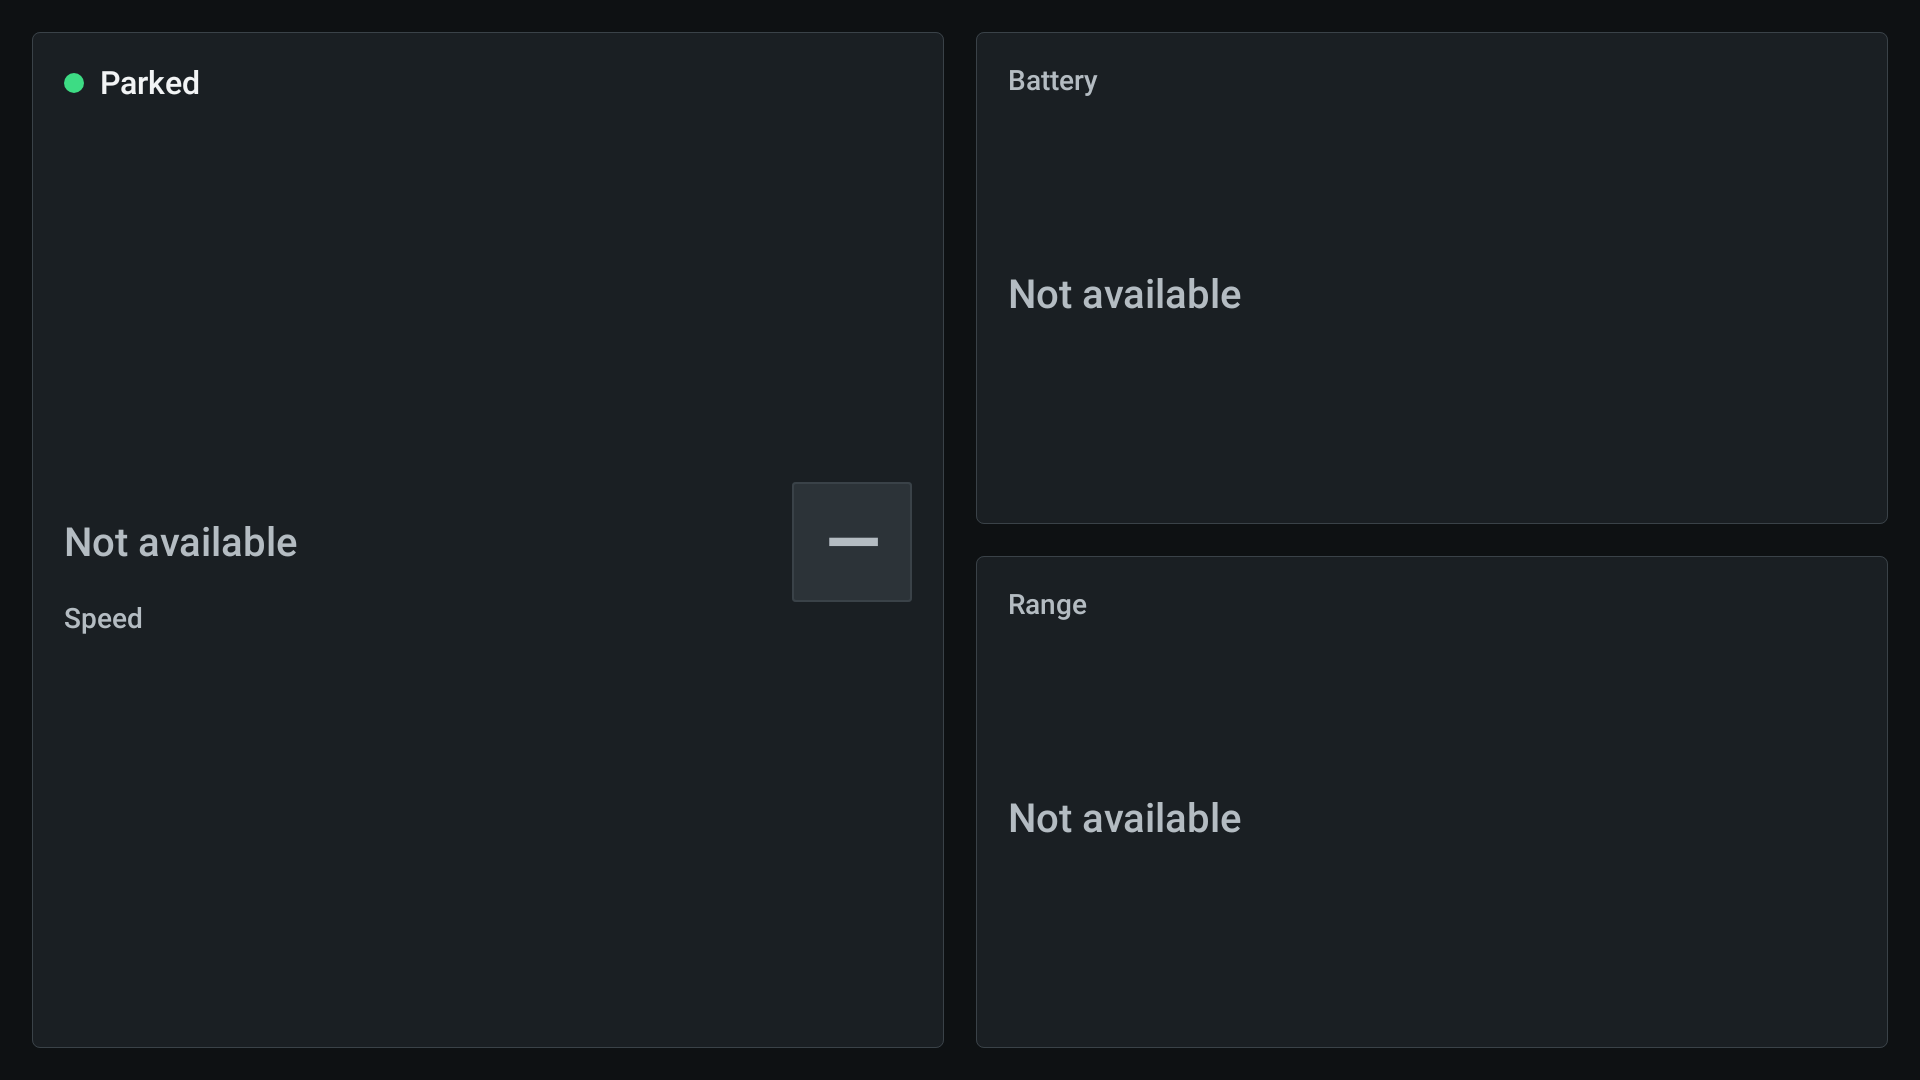 Parked
Not available
—
Speed
Battery
Not available
Range
Not available